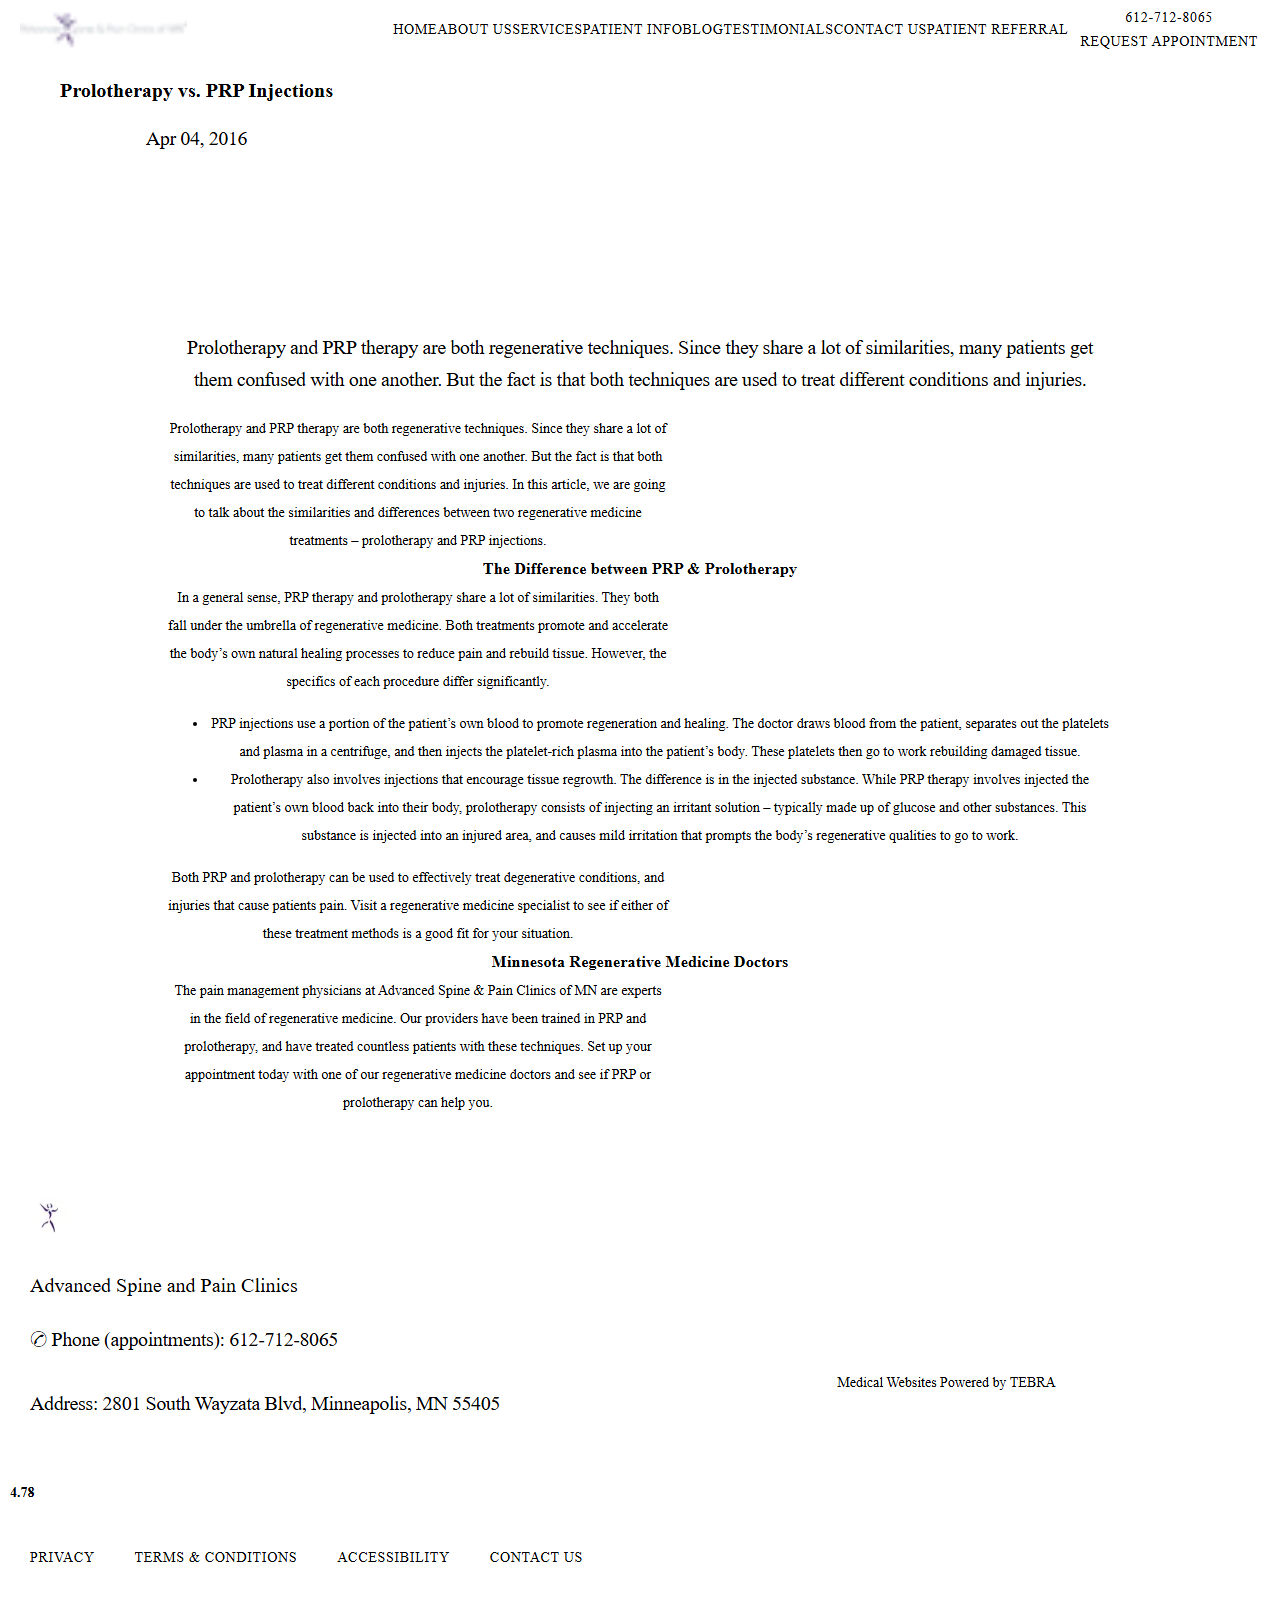 HOME ABOUT US SERVICES PATIENT INFO BLOG TESTIMONIALS CONTACT US PATIENT REFERRAL
612-712-8065
REQUEST APPOINTMENT
Prolotherapy vs. PRP Injections
Apr 04, 2016
Prolotherapy and PRP therapy are both regenerative techniques. Since they share a lot of similarities, many patients get
them confused with one another. But the fact is that both techniques are used to treat different conditions and injuries.
Prolotherapy and PRP therapy are both regenerative techniques. Since they share a lot of
similarities, many patients get them confused with one another. But the fact is that both
techniques are used to treat different conditions and injuries. In this article, we are going
to talk about the similarities and differences between two regenerative medicine
treatments – prolotherapy and PRP injections.
The Difference between PRP & Prolotherapy
In a general sense, PRP therapy and prolotherapy share a lot of similarities. They both
fall under the umbrella of regenerative medicine. Both treatments promote and accelerate
the body’s own natural healing processes to reduce pain and rebuild tissue. However, the
specifics of each procedure differ significantly.
• PRP injections use a portion of the patient’s own blood to promote regeneration and healing. The doctor draws blood from the patient, separates out the platelets
and plasma in a centrifuge, and then injects the platelet-rich plasma into the patient’s body. These platelets then go to work rebuilding damaged tissue.
• Prolotherapy also involves injections that encourage tissue regrowth. The difference is in the injected substance. While PRP therapy involves injected the
patient’s own blood back into their body, prolotherapy consists of injecting an irritant solution – typically made up of glucose and other substances. This
substance is injected into an injured area, and causes mild irritation that prompts the body’s regenerative qualities to go to work.
Both PRP and prolotherapy can be used to effectively treat degenerative conditions, and
injuries that cause patients pain. Visit a regenerative medicine specialist to see if either of
these treatment methods is a good fit for your situation.
Minnesota Regenerative Medicine Doctors
The pain management physicians at Advanced Spine & Pain Clinics of MN are experts
in the field of regenerative medicine. Our providers have been trained in PRP and
prolotherapy, and have treated countless patients with these techniques. Set up your
appointment today with one of our regenerative medicine doctors and see if PRP or
prolotherapy can help you.
Advanced Spine and Pain Clinics
✆ Phone (appointments): 612-712-8065
Medical Websites Powered by TEBRA
Address: 2801 South Wayzata Blvd, Minneapolis, MN 55405
4.78
PRIVACY TERMS & CONDITIONS ACCESSIBILITY CONTACT US